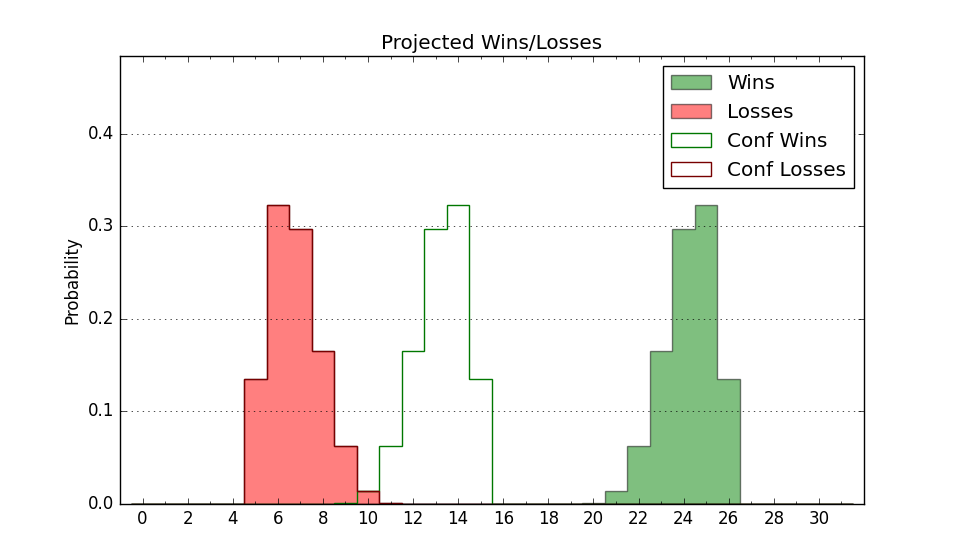 Projected Wins/Losses
Wins
Losses
Conf Wins
Conf Losses
Probability
0.4
0.3
0.2
0.1
0.0
0 2 4 6 8 10 12 14 16 18 20 22 24 26 28 30